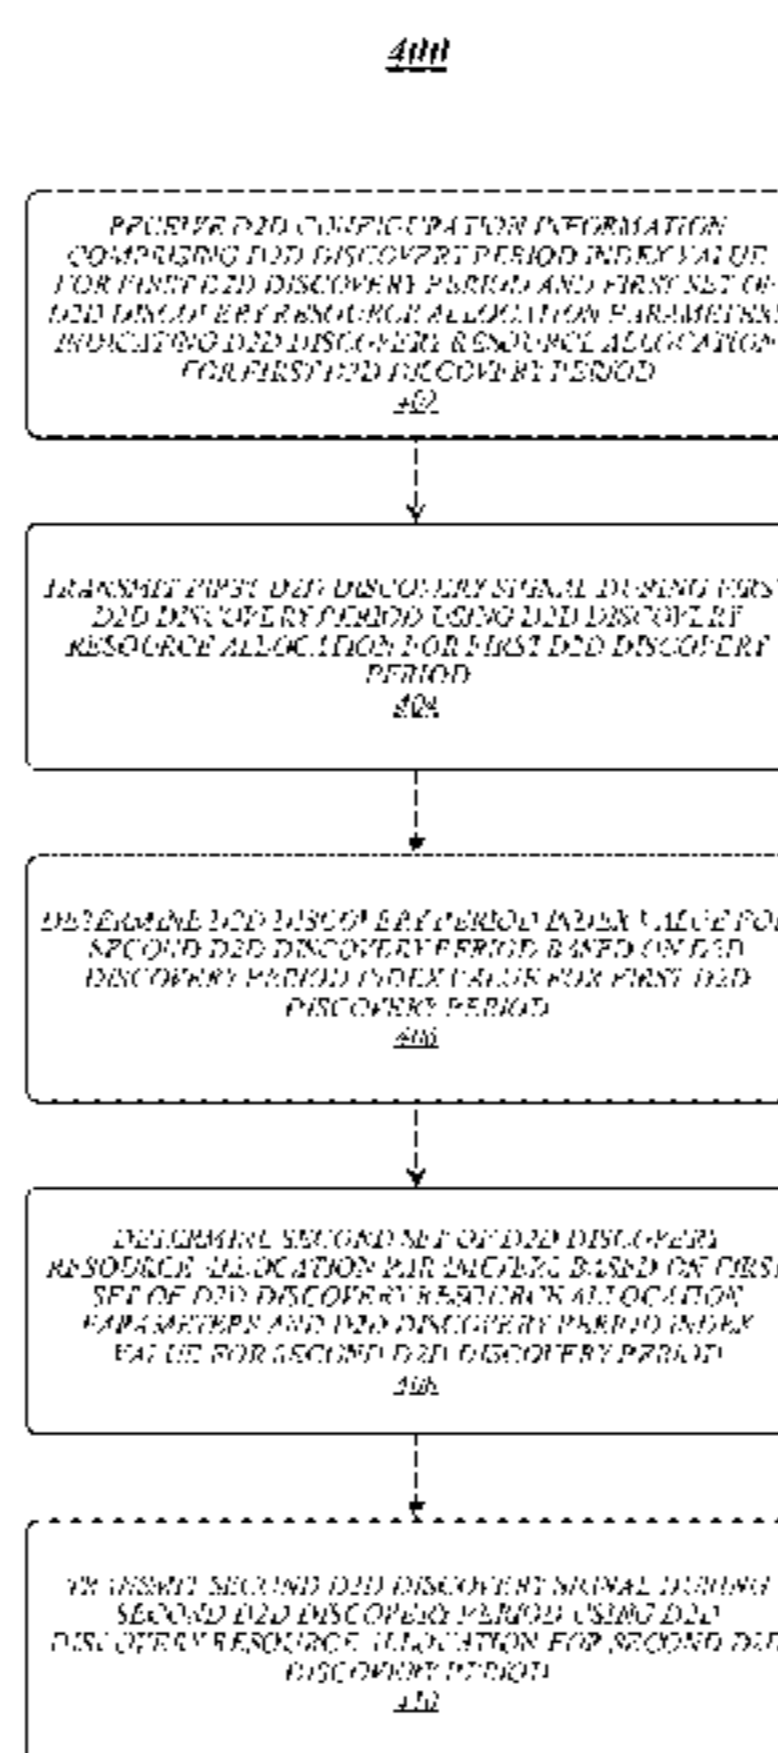 400
RECEIVE D2D CONFIGURATION INFORMATION
COMPRISING D2D DISCOVERY PERIOD INDEX VALUE
FOR FIRST D2D DISCOVERY PERIOD AND FIRST SET OF
D2D DISCOVERY RESOURCE ALLOCATION PARAMETERS
INDICATING D2D DISCOVERY RESOURCE ALLOCATION
FOR FIRST D2D DISCOVERY PERIOD
402
TRANSMIT FIRST D2D DISCOVERY SIGNAL DURING FIRST
D2D DISCOVERY PERIOD USING D2D DISCOVERY
RESOURCE ALLOCATION FOR FIRST D2D DISCOVERY
PERIOD
404
DETERMINE D2D DISCOVERY PERIOD INDEX VALUE FOR
SECOND D2D DISCOVERY PERIOD BASED ON D2D
DISCOVERY PERIOD INDEX VALUE FOR FIRST D2D
DISCOVERY PERIOD
406
DETERMINE SECOND SET OF D2D DISCOVERY
RESOURCE ALLOCATION PARAMETERS BASED ON FIRST
SET OF D2D DISCOVERY RESOURCE ALLOCATION
PARAMETERS AND D2D DISCOVERY PERIOD INDEX
VALUE FOR SECOND D2D DISCOVERY PERIOD
408
TRANSMIT SECOND D2D DISCOVERY SIGNAL DURING
SECOND D2D DISCOVERY PERIOD USING D2D
DISCOVERY RESOURCE ALLOCATION FOR SECOND D2D
DISCOVERY PERIOD
410